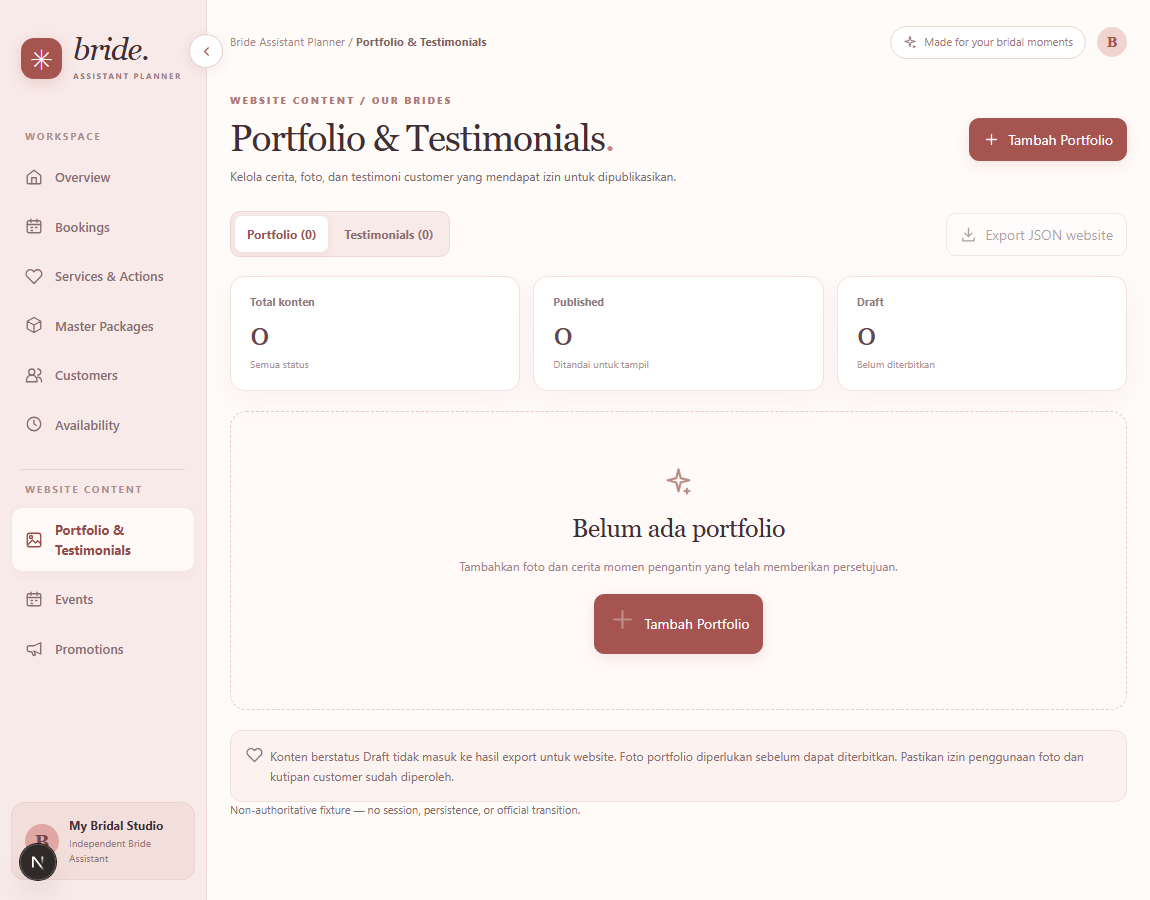 bride.
ASSISTANT PLANNER
WORKSPACE
Overview
Bookings
Services & Actions
Master Packages
Customers
Availability
WEBSITE CONTENT
Portfolio &
Testimonials
Events
Promotions
B
My Bridal Studio
Independent Bride
Assistant
N
Bride Assistant Planner / Portfolio & Testimonials
Made for your bridal moments
B
WEBSITE CONTENT / OUR BRIDES
Portfolio & Testimonials.
Kelola cerita, foto, dan testimoni customer yang mendapat izin untuk dipublikasikan.
Tambah Portfolio
Portfolio (0)
Testimonials (0)
Export JSON website
Total konten
0
Semua status
Published
0
Ditandai untuk tampil
Draft
0
Belum diterbitkan
Belum ada portfolio
Tambahkan foto dan cerita momen pengantin yang telah memberikan persetujuan.
Tambah Portfolio
Konten berstatus Draft tidak masuk ke hasil export untuk website. Foto portfolio diperlukan sebelum dapat diterbitkan. Pastikan izin penggunaan foto dan
kutipan customer sudah diperoleh.
Non-authoritative fixture — no session, persistence, or official transition.